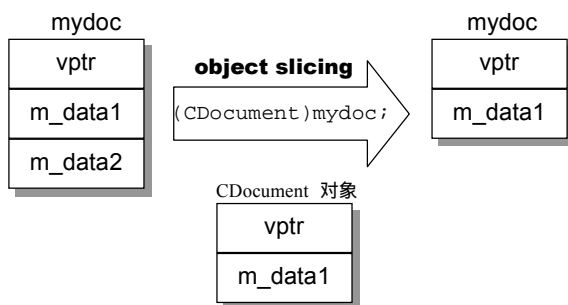 mydoc
vptr
m_data1
m_data2
object slicing
(CDocument)mydoc;
mydoc
vptr
m_data1
CDocument 对象
vptr
m_data1